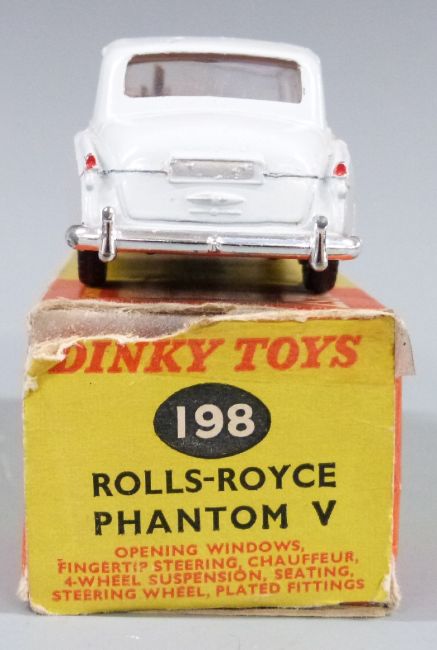 DINKY TOYS
198
ROLLS-ROYCE
PHANTOM V
OPENING WINDOWS,
FINGERTIP STEERING, CHAUFFEUR,
4-WHEEL SUSPENSION, SEATING,
STEERING WHEEL, PLATED FITTINGS